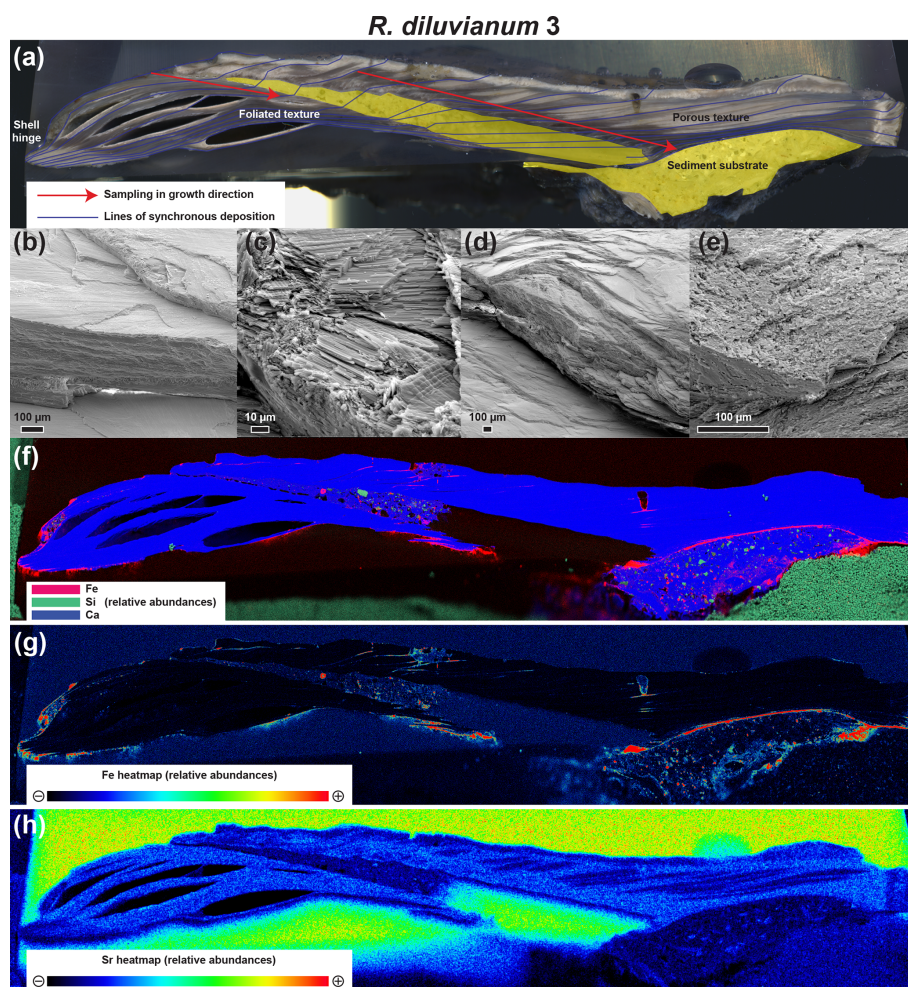 R. diluvianum 3
(a)
Shell
hinge
Foliated texture
Porous texture
Sediment substrate
Sampling in growth direction
Lines of synchronous deposition
(b)
(c)
(d)
(e)
100 µm
10 µm
100 µm
100 µm
(f)
Fe
Si (relative abundances)
Ca
(g)
Fe heatmap (relative abundances)
⊖ ⊕
(h)
Sr heatmap (relative abundances)
⊖ ⊕